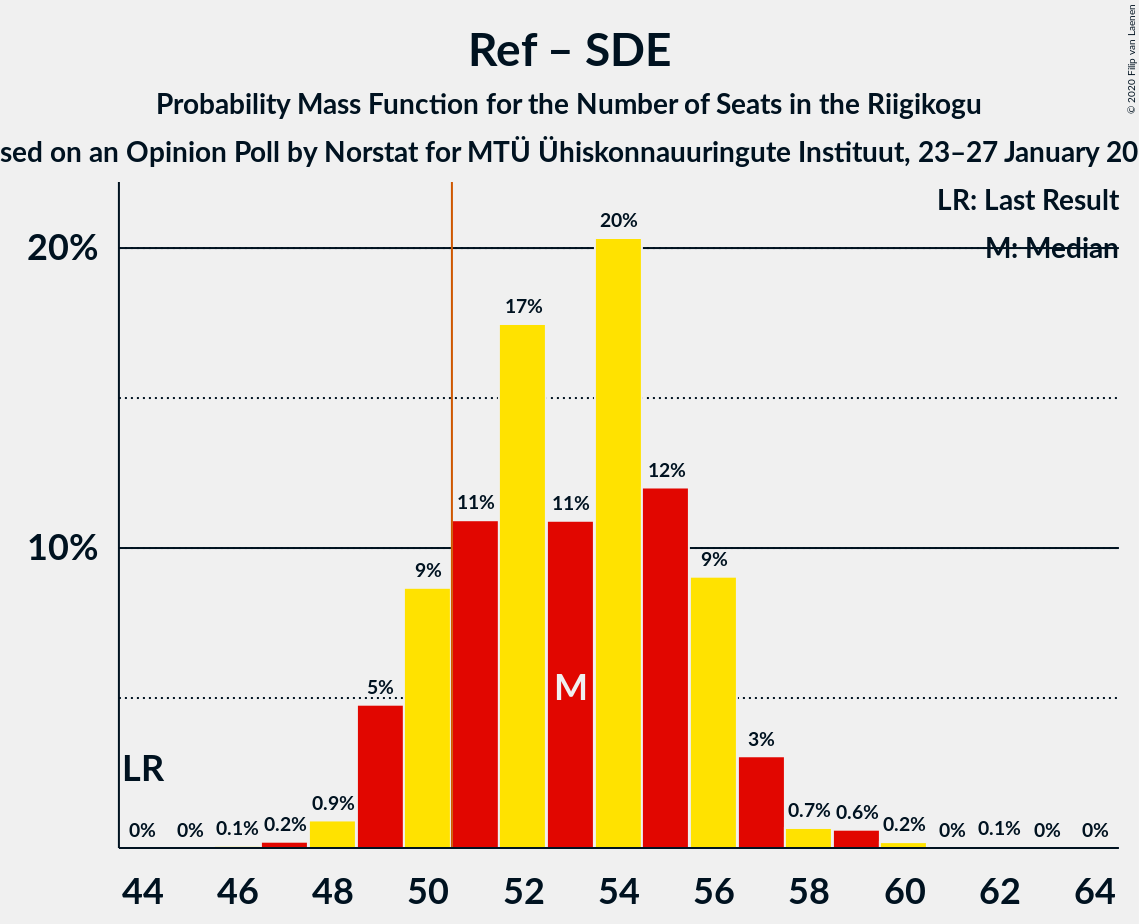 Ref – SDE
Probability Mass Function for the Number of Seats in the Riigikogu
sed on an Opinion Poll by Norstat for MTÜ Ühiskonnauuringute Instituut, 23–27 January 20
© 2020 Filip van Laenen
LR: Last Result
M: Median
20%
10%
20%
17%
12%
11%
11%
9%
9%
5%
M
3%
LR
0.9%
0.7%
0.6%
0%
0%
0.1%
0.2%
0.2%
0%
0.1%
0%
0%
44 46 48 50 52 54 56 58 60 62 64